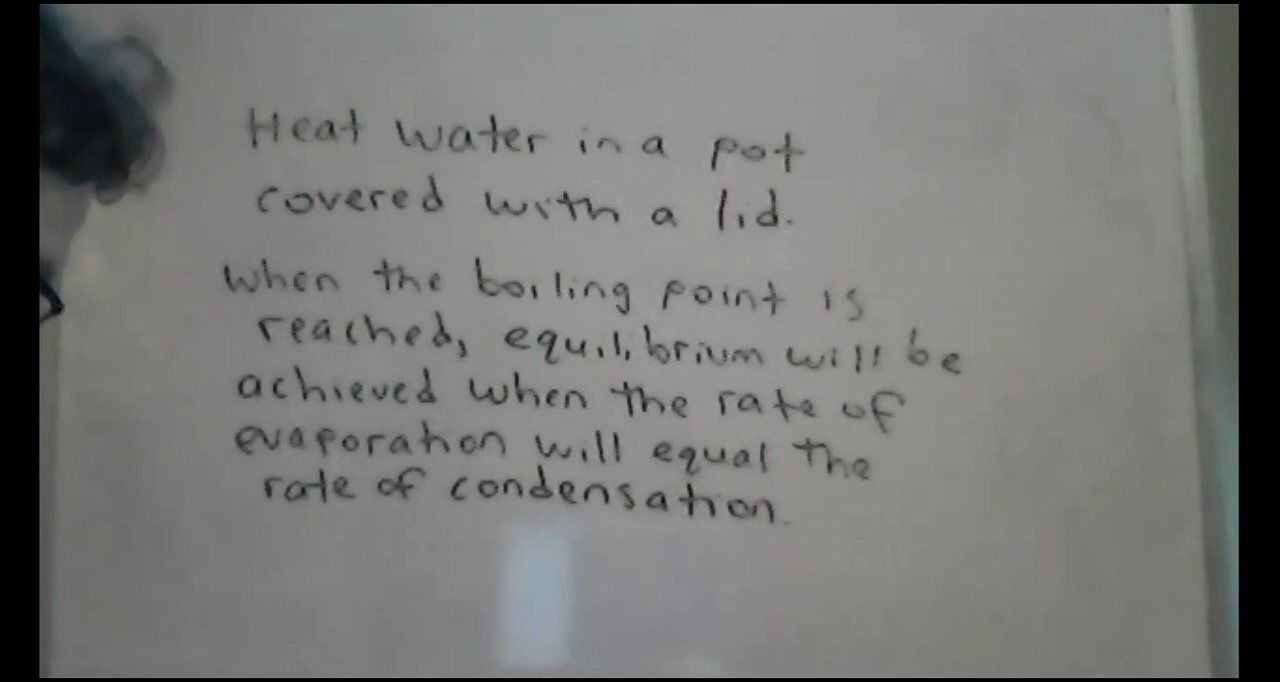 Heat water in a pot
covered with a lid.
When the boiling point is
reached, equilibrium will be
achieved when the rate of
evaporation will equal the
rate of condensation.